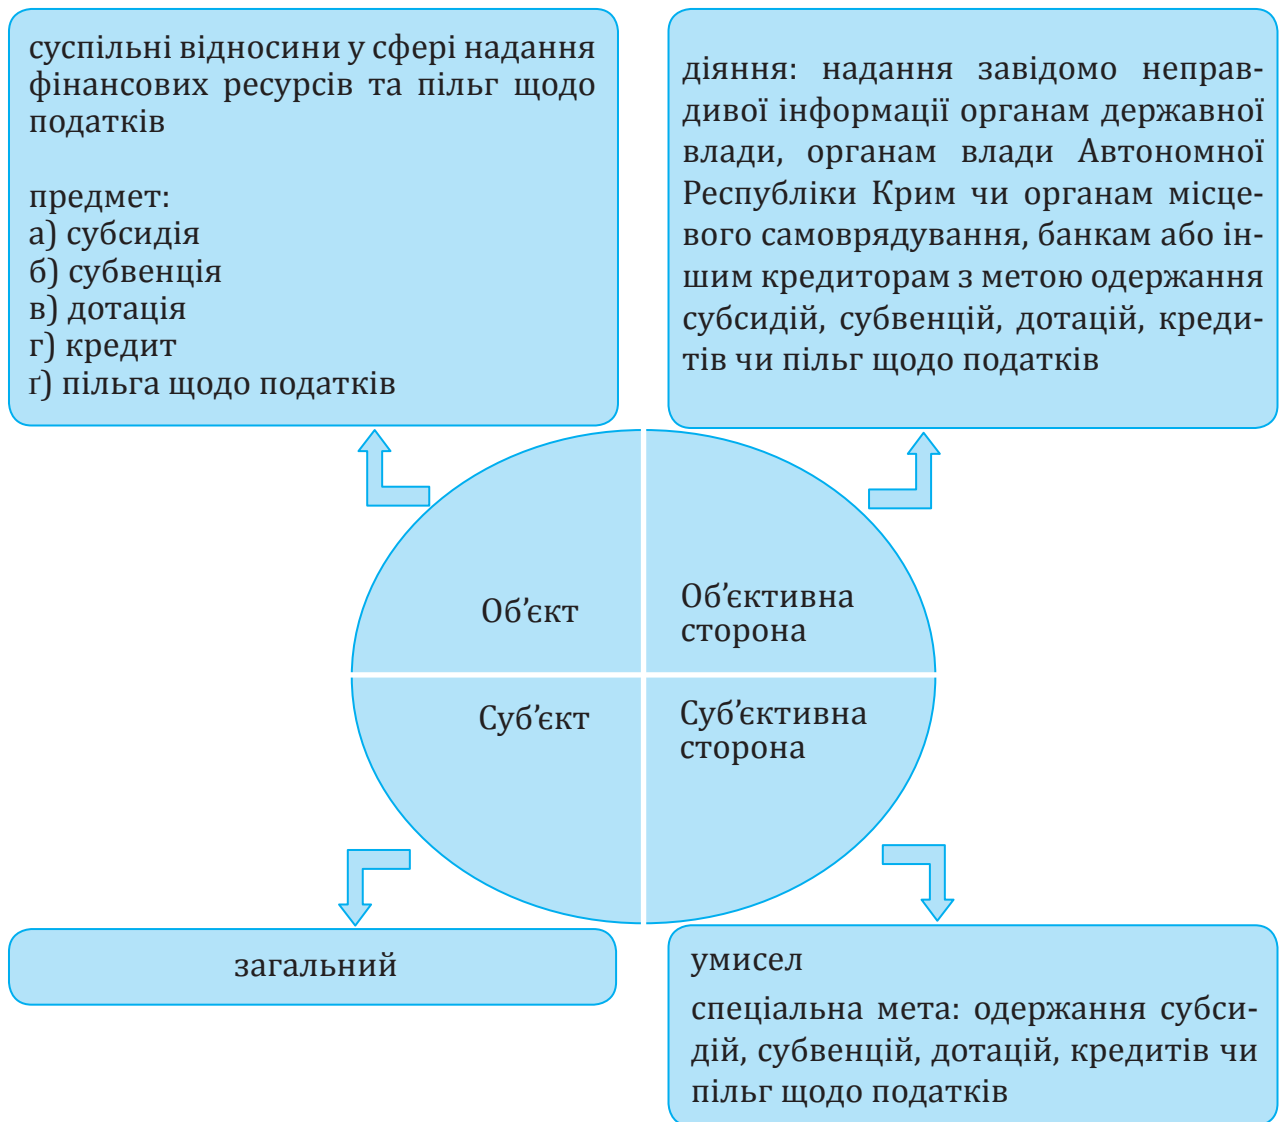 суспільні відносини у сфері надання
фінансових ресурсів та пільг щодо
податків
предмет:
а) субсидія
б) субвенція
в) дотація
г) кредит
ґ) пільга щодо податків
діяння: надання завідомо неправ-
дивої інформації органам державної
влади, органам влади Автономної
Республіки Крим чи органам місце-
вого самоврядування, банкам або ін-
шим кредиторам з метою одержання
субсидій, субвенцій, дотацій, креди-
тів чи пільг щодо податків
Об’єкт
Об’єктивна
сторона
Суб’єкт
Суб’єктивна
сторона
загальний
умисел
спеціальна мета: одержання субси-
дій, субвенцій, дотацій, кредитів чи
пільг щодо податків